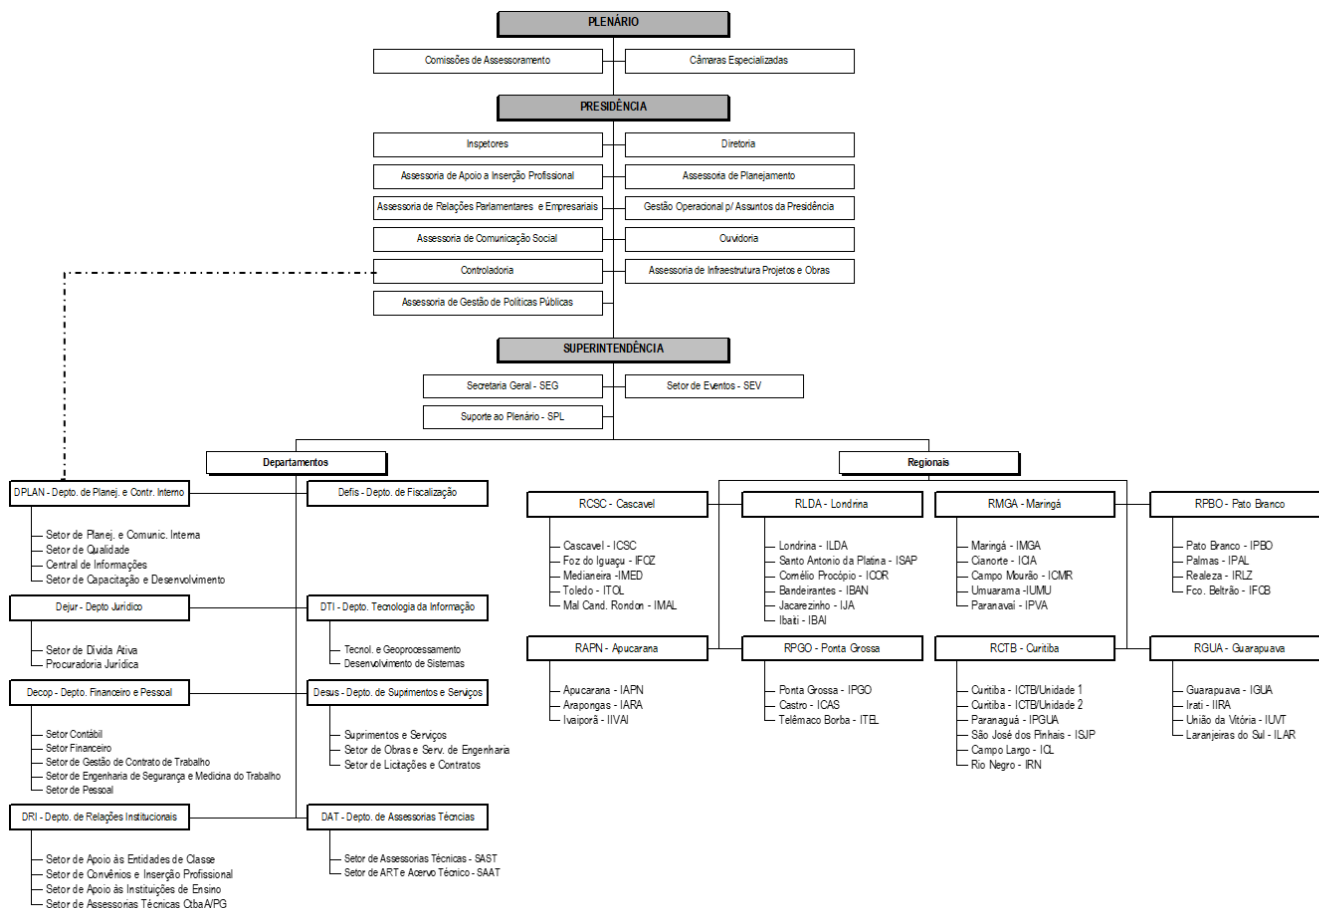 PLENÁRIO
Comissões de Assessoramento
Câmaras Especializadas
PRESIDÊNCIA
Inspetores
Diretoria
Assessoria de Apoio a Inserção Profissional
Assessoria de Planejamento
Assessoria de Relações Parlamentares e Empresariais
Gestão Operacional p/ Assuntos da Presidência
Assessoria de Comunicação Social
Ouvidoria
Controladoria
Assessoria de Infraestrutura Projetos e Obras
Assessoria de Gestão de Políticas Públicas
SUPERINTENDÊNCIA
Secretaria Geral - SEG
Setor de Eventos - SEV
Suporte ao Plenário - SPL
Departamentos
Regionais
DPLAN - Depto. de Planej. e Contr. Interno
Setor de Planej. e Comunic. Interna
Setor de Qualidade
Central de Informações
Setor de Capacitação e Desenvolvimento
Defis - Depto. de Fiscalização
Dejur - Depto Jurídico
Setor de Dívida Ativa
Procuradoria Jurídica
DTI - Depto. Tecnologia da Informação
Tecnol. e Geoprocessamento
Desenvolvimento de Sistemas
Decop - Depto. Financeiro e Pessoal
Setor Contábil
Setor Financeiro
Setor de Gestão de Contrato de Trabalho
Setor de Engenharia de Segurança e Medicina do Trabalho
Setor de Pessoal
Desus - Depto. de Suprimentos e Serviços
Suprimentos e Serviços
Setor de Obras e Serv. de Engenharia
Setor de Licitações e Contratos
DRI - Depto. de Relações Institucionais
Setor de Apoio às Entidades de Classe
Setor de Convênios e Inserção Profissional
Setor de Apoio às Instituições de Ensino
Setor de Assessorias Técnicas CtbaA/PG
DAT - Depto. de Assessorias Técncias
Setor de Assessorias Técnicas - SAST
Setor de ART e Acervo Técnico - SAAT
RCSC - Cascavel
Cascavel - ICSC
Foz do Iguaçu - IFOZ
Medianeira -IMED
Toledo - ITOL
Mal Cand. Rondon - IMAL
RLDA - Londrina
Londrina - ILDA
Santo Antonio da Platina - ISAP
Cornélio Procópio - ICOR
Bandeirantes - IBAN
Jacarezinho - IJA
Ibaiti - IBAI
RMGA - Maringá
Maringá - IMGA
Cianorte - ICIA
Campo Mourão - ICMR
Umuarama -IUMU
Paranavaí - IPVA
RPBO - Pato Branco
Pato Branco - IPBO
Palmas - IPAL
Realeza - IRLZ
Fco. Beltrão - IFCB
RAPN - Apucarana
Apucarana - IAPN
Arapongas - IARA
Ivaiporã - IIVAI
RPGO - Ponta Grossa
Ponta Grossa - IPGO
Castro - ICAS
Telêmaco Borba - ITEL
RCTB - Curitiba
Curitiba - ICTB/Unidade 1
Curitiba - ICTB/Unidade 2
Paranaguá - IPGUA
São José dos Pinhais - ISJP
Campo Largo - ICL
Rio Negro - IRN
RGUA - Guarapuava
Guarapuava - IGUA
Irati - IIRA
União da Vitória - IUVT
Laranjeiras do Sul - ILAR